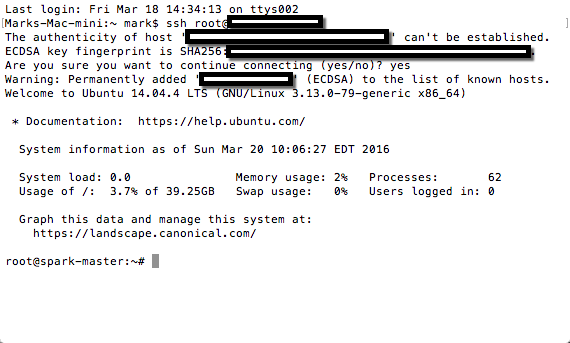 Last login: Fri Mar 18 14:34:13 on ttys002
[Marks-Mac-mini:~ mark$ ssh root@
The authenticity of host ' ' can't be established.
ECDSA key fingerprint is SHA256: .
Are you sure you want to continue connecting (yes/no)? yes
Warning: Permanently added ' ' (ECDSA) to the list of known hosts.
Welcome to Ubuntu 14.04.4 LTS (GNU/Linux 3.13.0-79-generic x86_64)
* Documentation:  https://help.ubuntu.com/
System information as of Sun Mar 20 10:06:27 EDT 2016
System load: 0.0 Memory usage: 2% Processes: 62
Usage of /: 3.7% of 39.25GB Swap usage: 0% Users logged in: 0
Graph this data and manage this system at:
https://landscape.canonical.com/
root@spark-master:~#